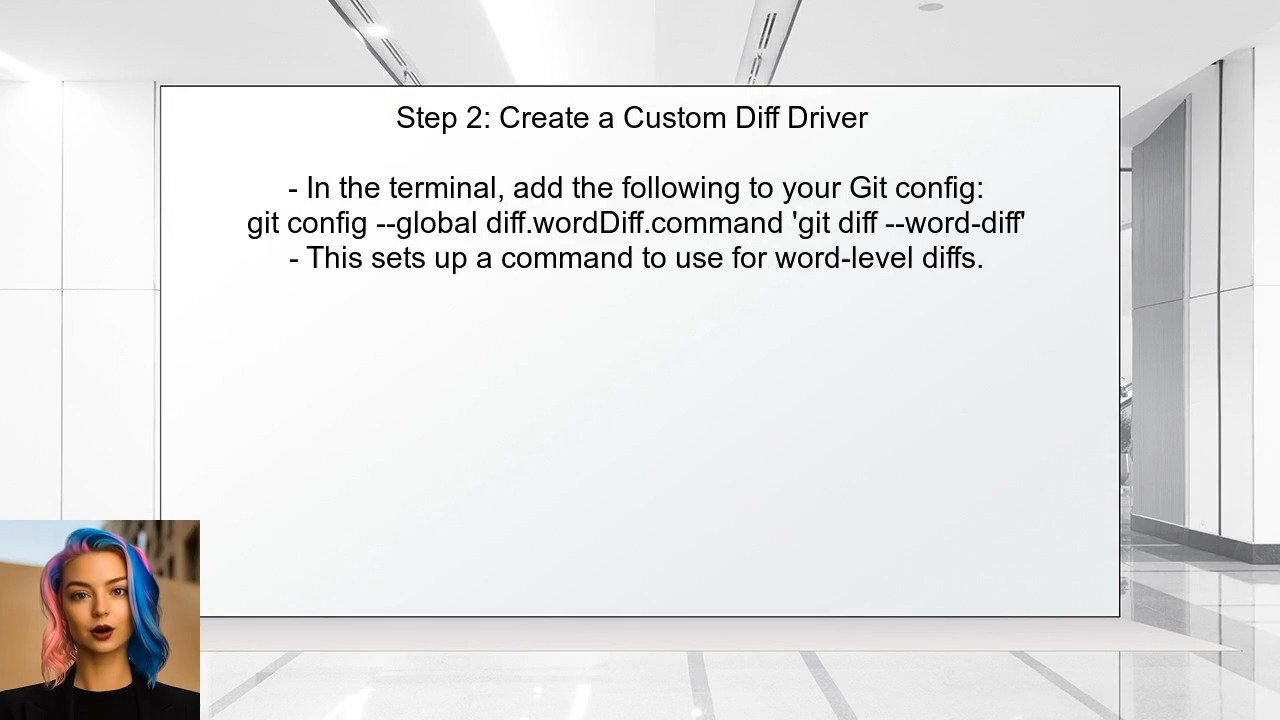 Step 2: Create a Custom Diff Driver
- In the terminal, add the following to your Git config:
git config --global diff.wordDiff.command 'git diff --word-diff'
- This sets up a command to use for word-level diffs.